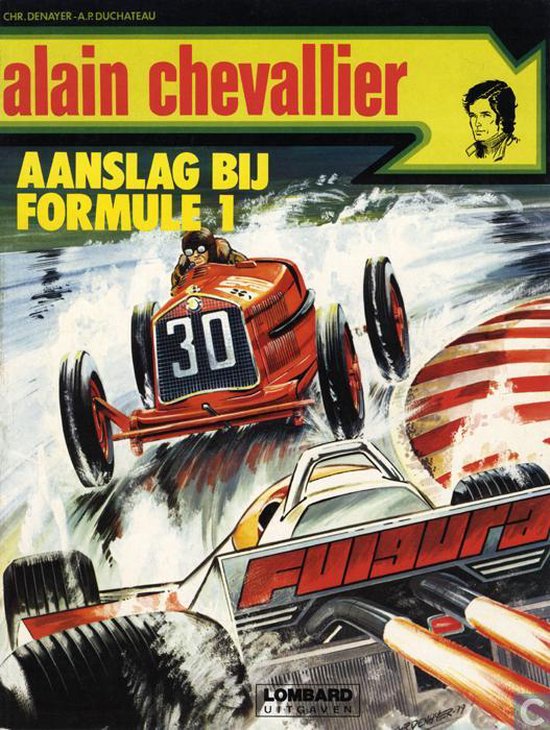 CHR. DENAYER - A.P. DUCHATEAU
alain chevallier
AANSLAG BIJ
FORMULE 1
30
Fulgura
LOMBARD
UITGAVEN
C